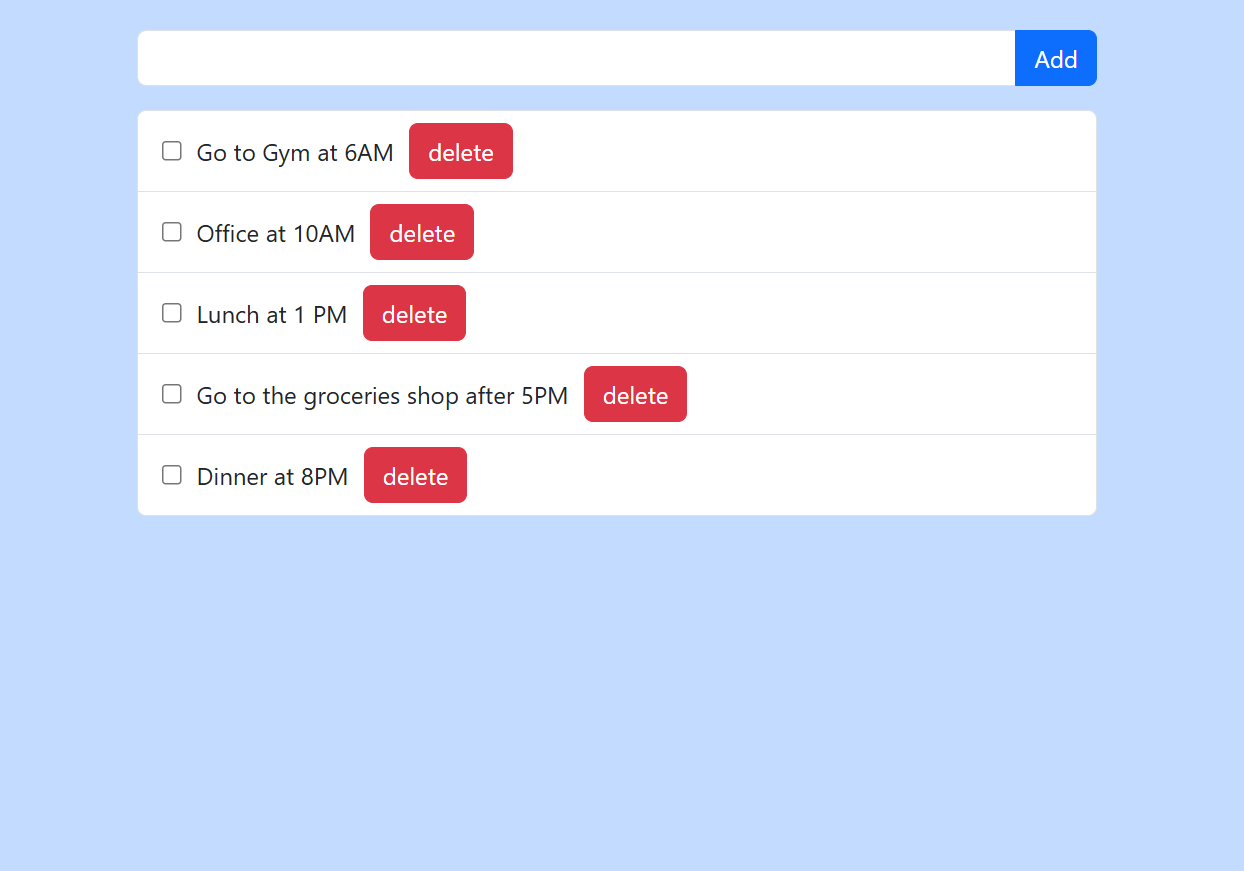 Add
Go to Gym at 6AM delete
Office at 10AM delete
Lunch at 1 PM delete
Go to the groceries shop after 5PM delete
Dinner at 8PM delete